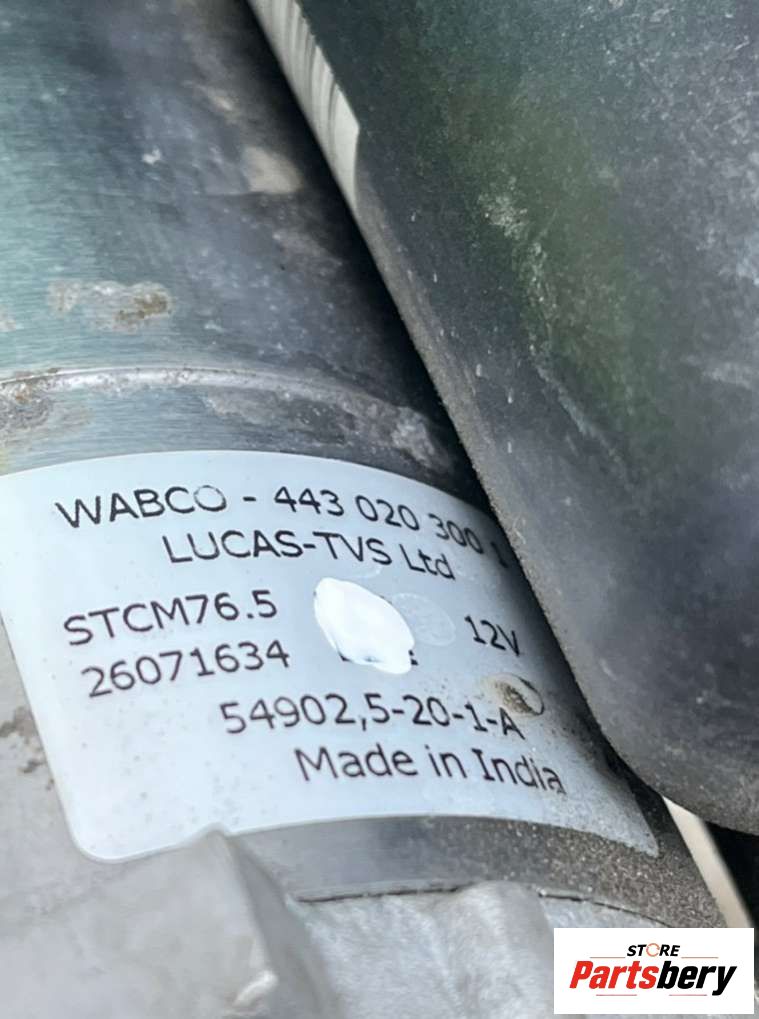 WABCO - 443 020 300 1
LUCAS-TVS Ltd
STCM76.5
12V
26071634
54902,5-20-1-A
Made in India
STORE
Partsbery